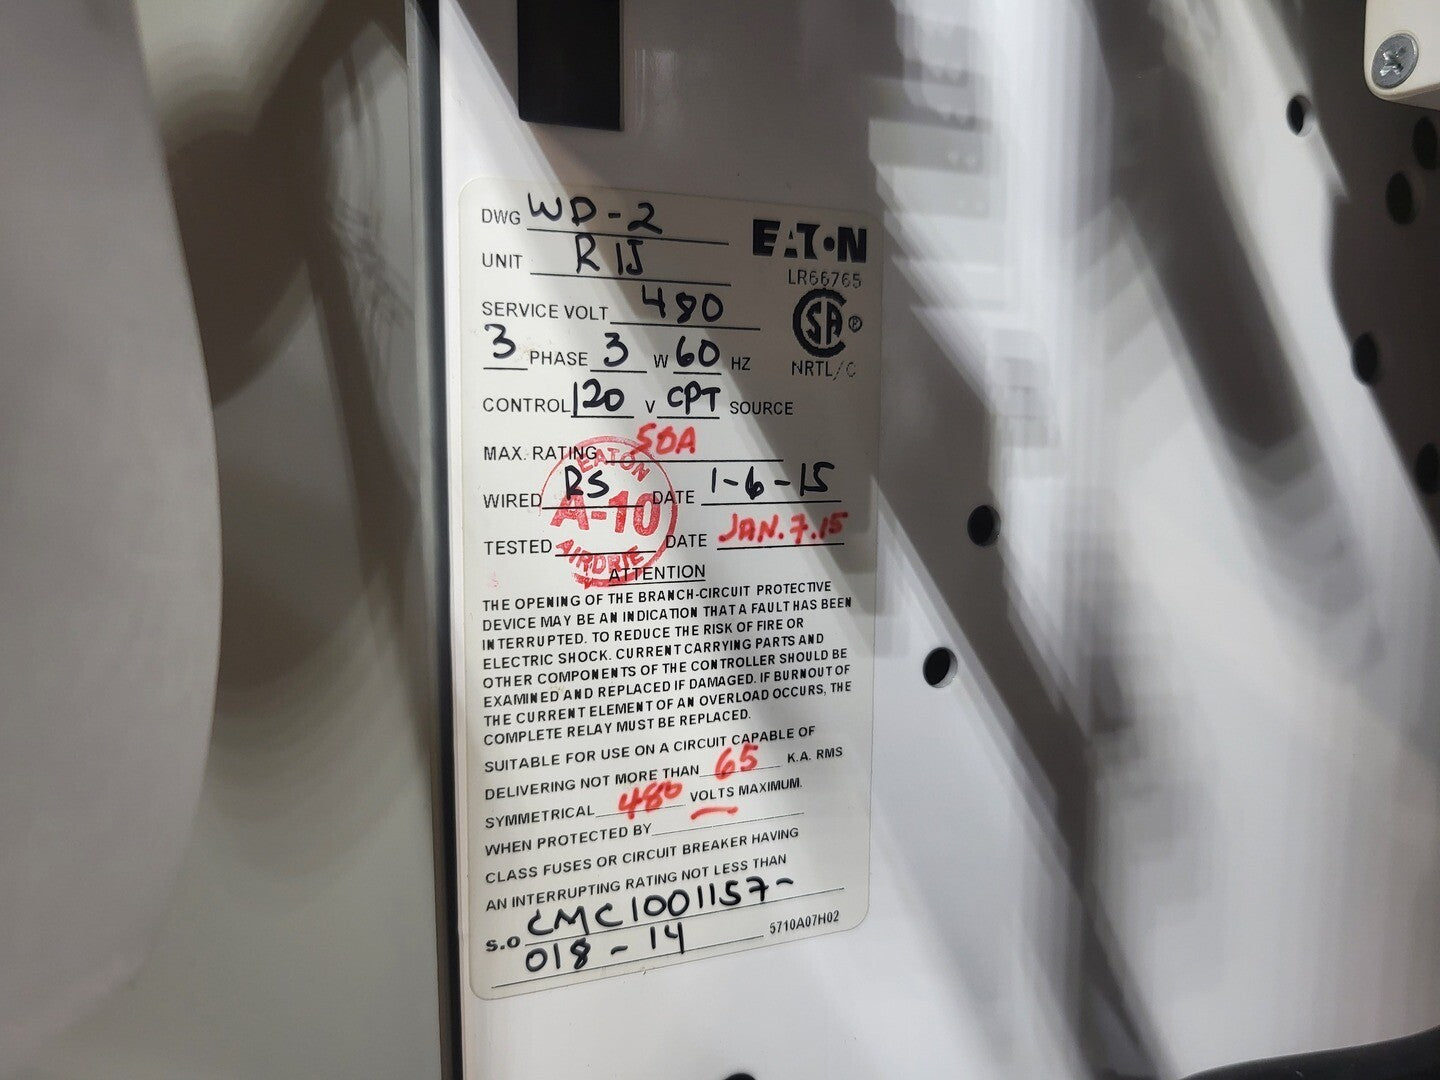 DWG WD-2
EATON
UNIT R1J
LR66765
SERVICE VOLT 480
SA ®
3 PHASE 3 W 60 HZ
NRTL/C
CONTROL 120 V CPT SOURCE
MAX. RATING 50A
WIRED RS DATE 1-6-15
EATON
A-10
AIRDRIE
TESTED DATE JAN.7.15
ATTENTION
THE OPENING OF THE BRANCH-CIRCUIT PROTECTIVE
DEVICE MAY BE AN INDICATION THAT A FAULT HAS BEEN
INTERRUPTED. TO REDUCE THE RISK OF FIRE OR
ELECTRIC SHOCK. CURRENT CARRYING PARTS AND
OTHER COMPONENTS OF THE CONTROLLER SHOULD BE
EXAMINED AND REPLACED IF DAMAGED. IF BURNOUT OF
THE CURRENT ELEMENT OF AN OVERLOAD OCCURS, THE
COMPLETE RELAY MUST BE REPLACED.
SUITABLE FOR USE ON A CIRCUIT CAPABLE OF
DELIVERING NOT MORE THAN 65 K.A. RMS
SYMMETRICAL 480 VOLTS MAXIMUM.
WHEN PROTECTED BY
CLASS FUSES OR CIRCUIT BREAKER HAVING
AN INTERRUPTING RATING NOT LESS THAN
S.O CMC1001157-
018-14
5710A07H02